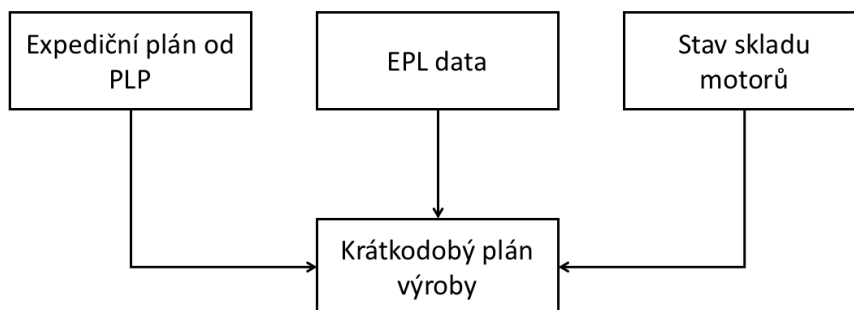 Expediční plán od
PLP
EPL data
Stav skladu
motorů
Krátkodobý plán
výroby